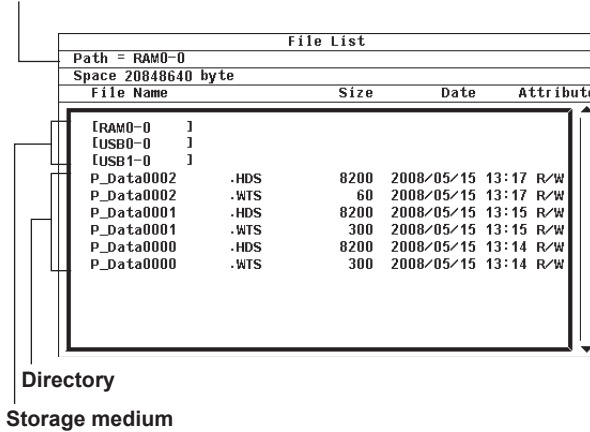 File List
Path = RAM0-0
Space 20848640 byte
File Name Size Date Attribute
[RAM0-0 ]
[USB0-0 ]
[USB1-0 ]
P_Data0002 .HDS 8200 2008/05/15 13:17 R/W
P_Data0002 .WTS 60 2008/05/15 13:17 R/W
P_Data0001 .HDS 8200 2008/05/15 13:15 R/W
P_Data0001 .WTS 300 2008/05/15 13:15 R/W
P_Data0000 .HDS 8200 2008/05/15 13:14 R/W
P_Data0000 .WTS 300 2008/05/15 13:14 R/W
Directory
Storage medium